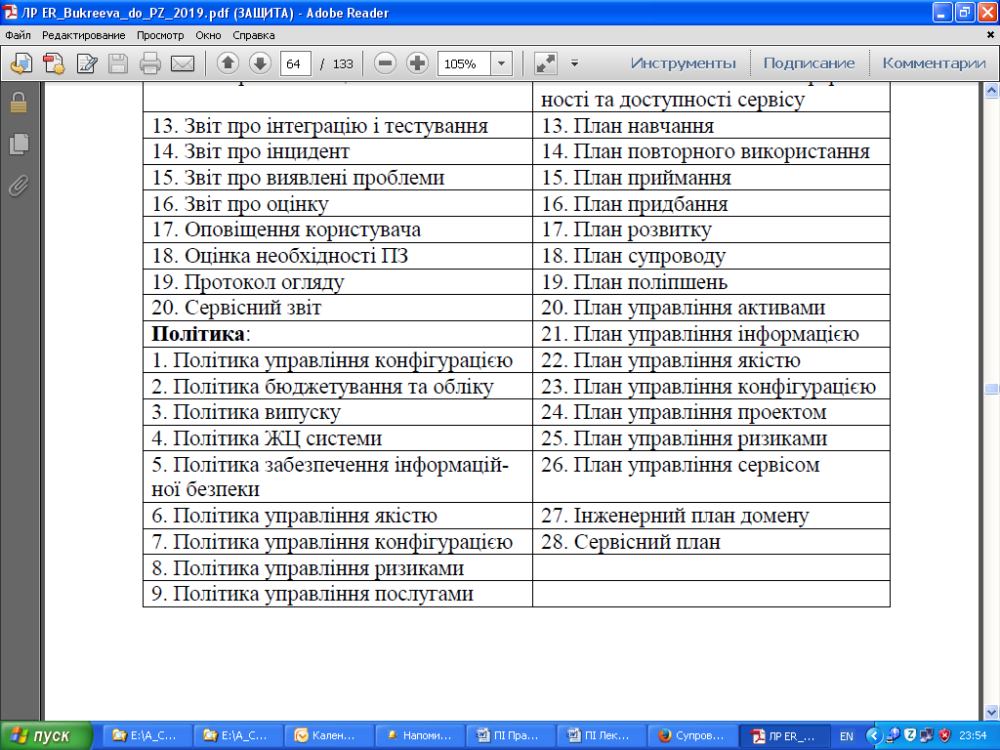 ЛР ER_Bukreeva_do_PZ_2019.pdf (ЗАЩИТА) - Adobe Reader
Файл Редактирование Просмотр Окно Справка
64 / 133 105% Инструменты Подписание Комментарии
ності та доступності сервісу
13. Звіт про інтеграцію і тестування 13. План навчання
14. Звіт про інцидент 14. План повторного використання
15. Звіт про виявлені проблеми 15. План приймання
16. Звіт про оцінку 16. План придбання
17. Оповіщення користувача 17. План розвитку
18. Оцінка необхідності ПЗ 18. План супроводу
19. Протокол огляду 19. План поліпшень
20. Сервісний звіт 20. План управління активами
Політика: 21. План управління інформацією
1. Політика управління конфігурацією 22. План управління якістю
2. Політика бюджетування та обліку 23. План управління конфігурацією
3. Політика випуску 24. План управління проектом
4. Політика ЖЦ системи 25. План управління ризиками
5. Політика забезпечення інформацій- 26. План управління сервісом
ної безпеки
6. Політика управління якістю 27. Інженерний план домену
7. Політика управління конфігурацією 28. Сервісний план
8. Політика управління ризиками
9. Політика управління послугами
пуск E:\A_C... E:\A_C... Кален... Напоми... ПІ Пра... ПІ Лек... Супров... ЛР ER_... EN 23:54